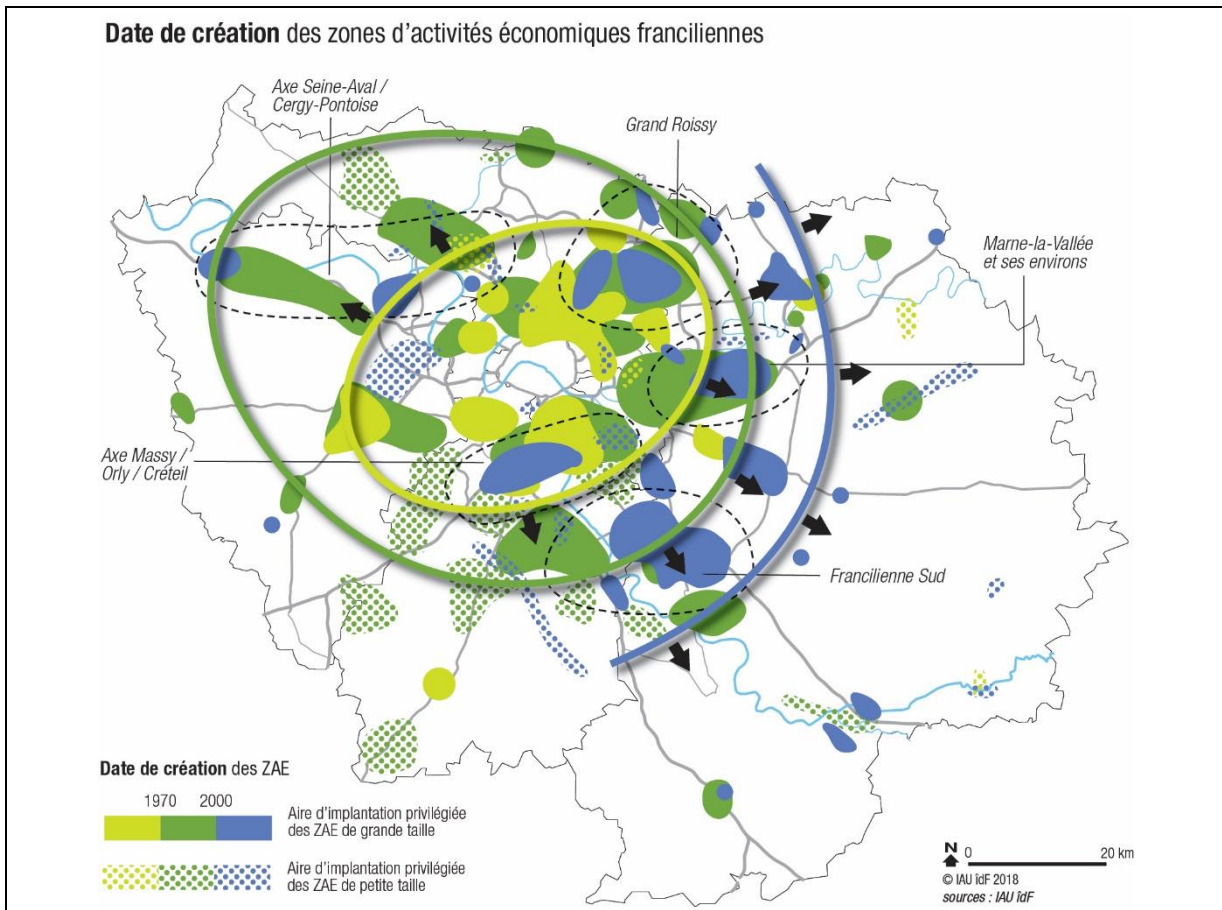 Date de création des zones d'activités économiques franciliennes
Axe Seine-Aval /
Cergy-Pontoise
Grand Roissy
Marne-la-Vallée
et ses environs
Axe Massy /
Orly / Créteil
Francilienne Sud
Date de création des ZAE
1970 2000
Aire d'implantation privilégiée
des ZAE de grande taille
Aire d'implantation privilégiée
des ZAE de petite taille
N 0 20 km
© IAU îdF 2018
sources : IAU îdF